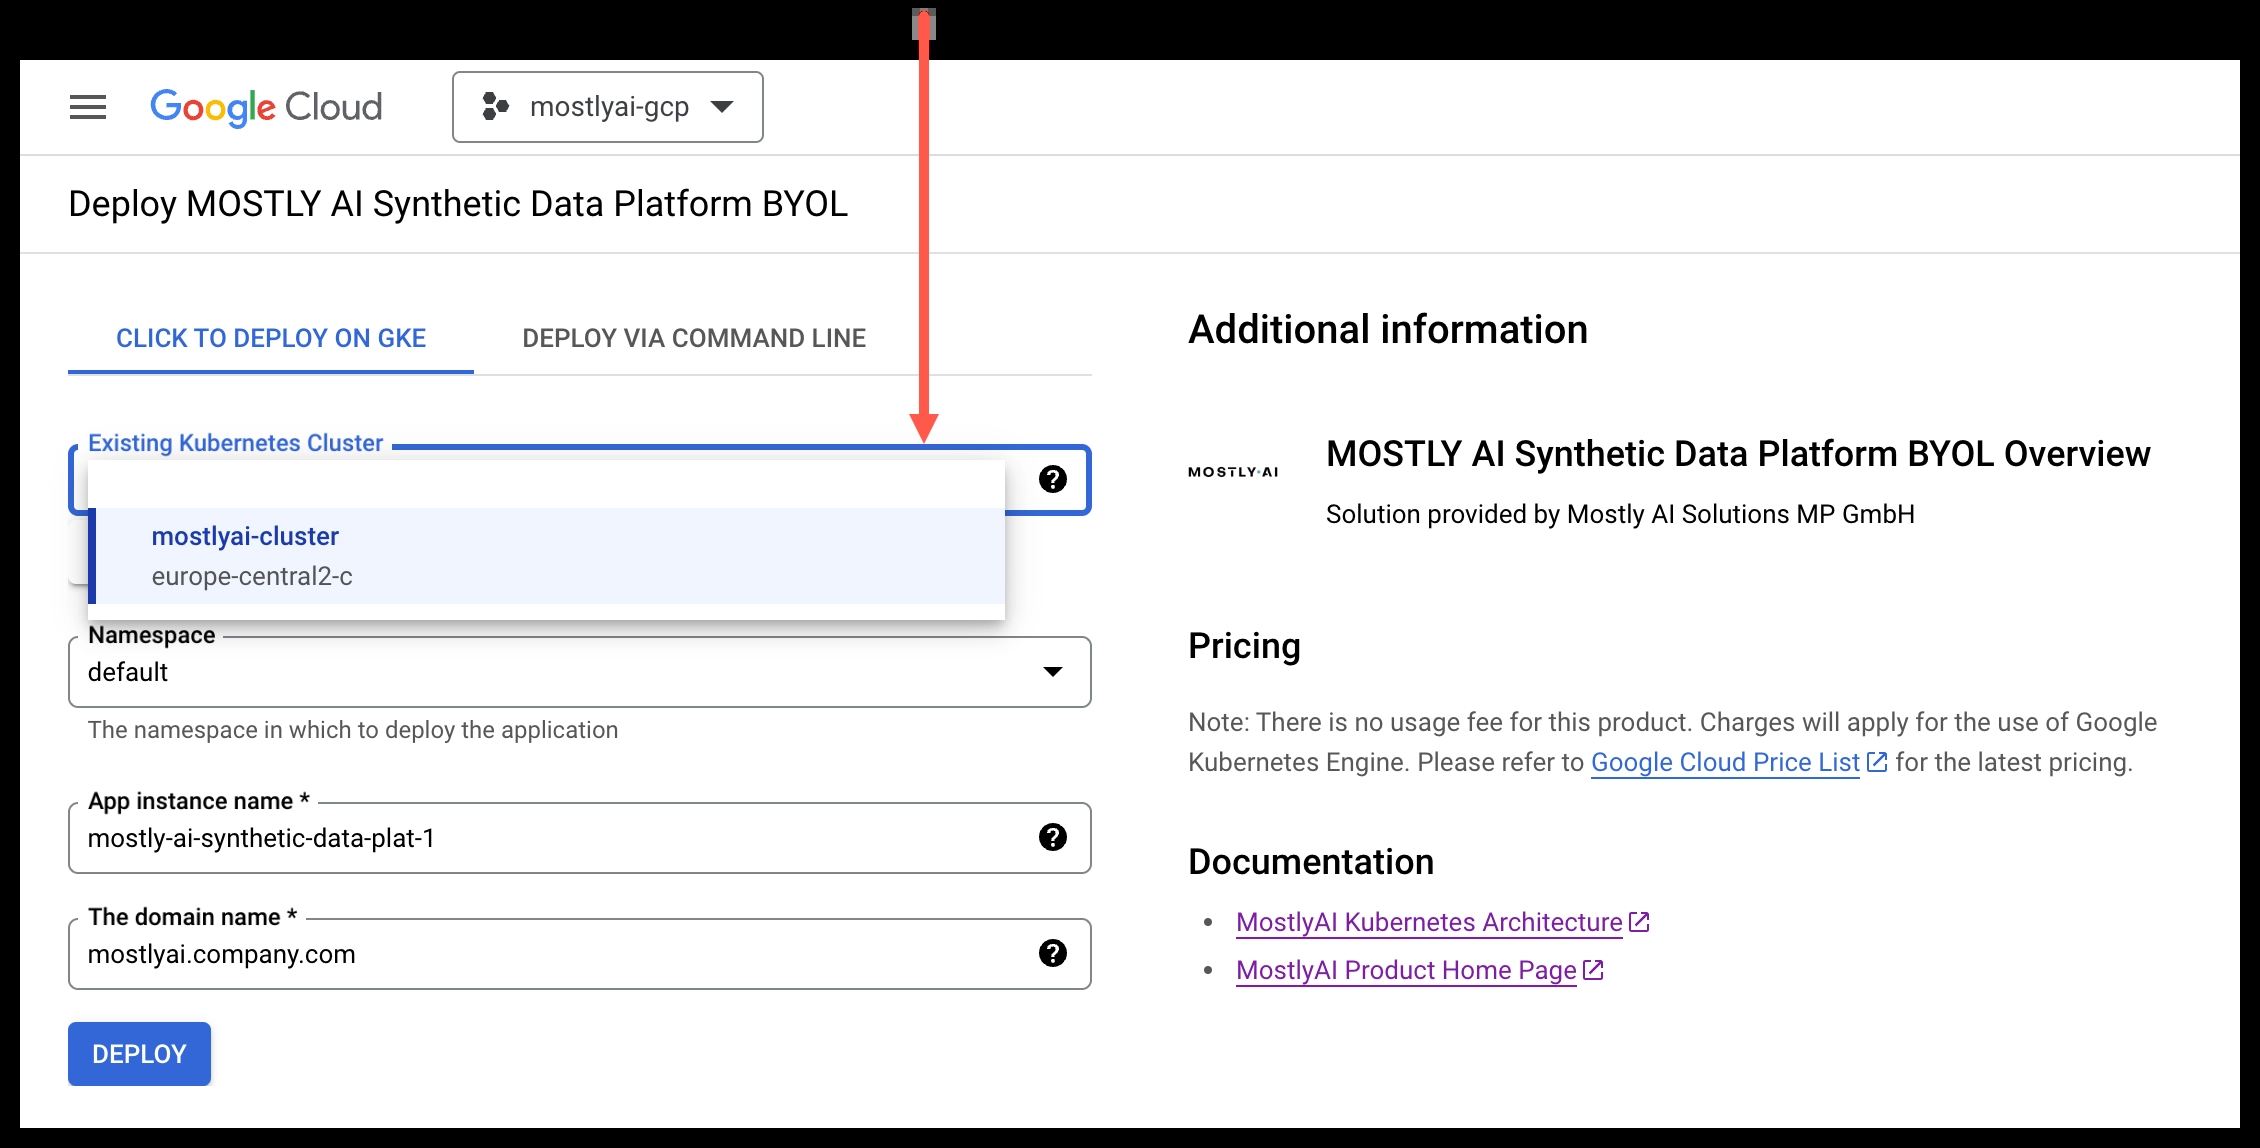 Google Cloud
mostlyai-gcp
Deploy MOSTLY AI Synthetic Data Platform BYOL
CLICK TO DEPLOY ON GKE
DEPLOY VIA COMMAND LINE
Existing Kubernetes Cluster
mostlyai-cluster
europe-central2-c
Namespace
default
The namespace in which to deploy the application
App instance name *
mostly-ai-synthetic-data-plat-1
The domain name *
mostlyai.company.com
DEPLOY
Additional information
MOSTLY·AI
MOSTLY AI Synthetic Data Platform BYOL Overview
Solution provided by Mostly AI Solutions MP GmbH
Pricing
Note: There is no usage fee for this product. Charges will apply for the use of Google
Kubernetes Engine. Please refer to Google Cloud Price List for the latest pricing.
Documentation
• MostlyAI Kubernetes Architecture
• MostlyAI Product Home Page